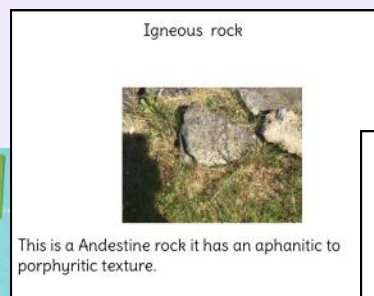 Igneous rock
This is a Andestine rock it has an aphanitic to
porphyritic texture.